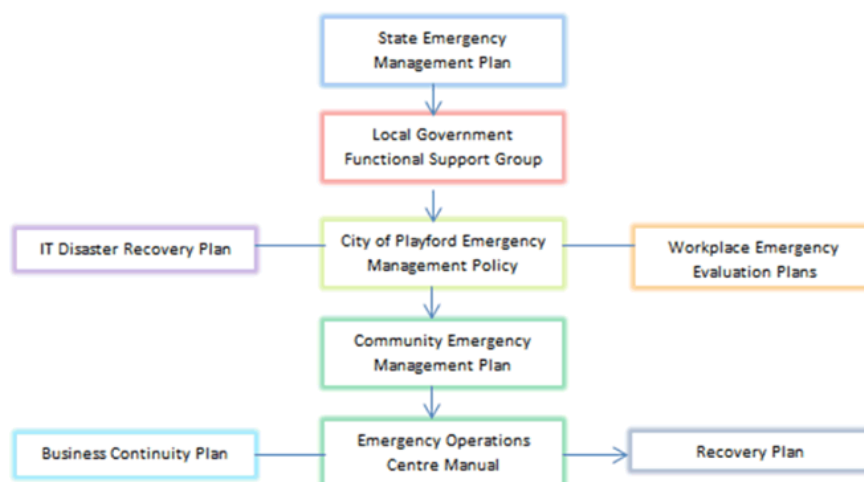 State Emergency
Management Plan
Local Government
Functional Support Group
IT Disaster Recovery Plan
City of Playford Emergency
Management Policy
Workplace Emergency
Evaluation Plans
Community Emergency
Management Plan
Business Continuity Plan
Emergency Operations
Centre Manual
Recovery Plan